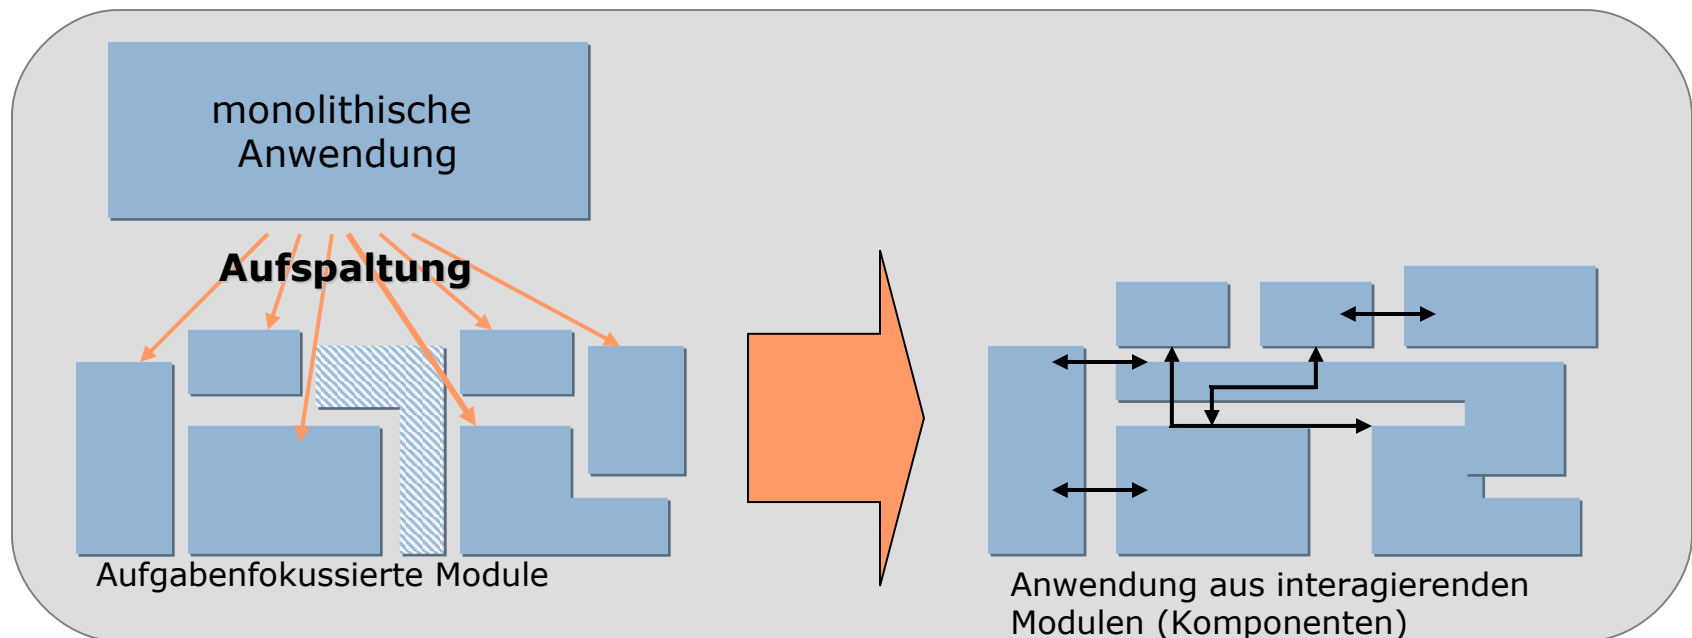 monolithische
Anwendung
Aufspaltung
Aufgabenfokussierte Module
Anwendung aus interagierenden
Modulen (Komponenten)